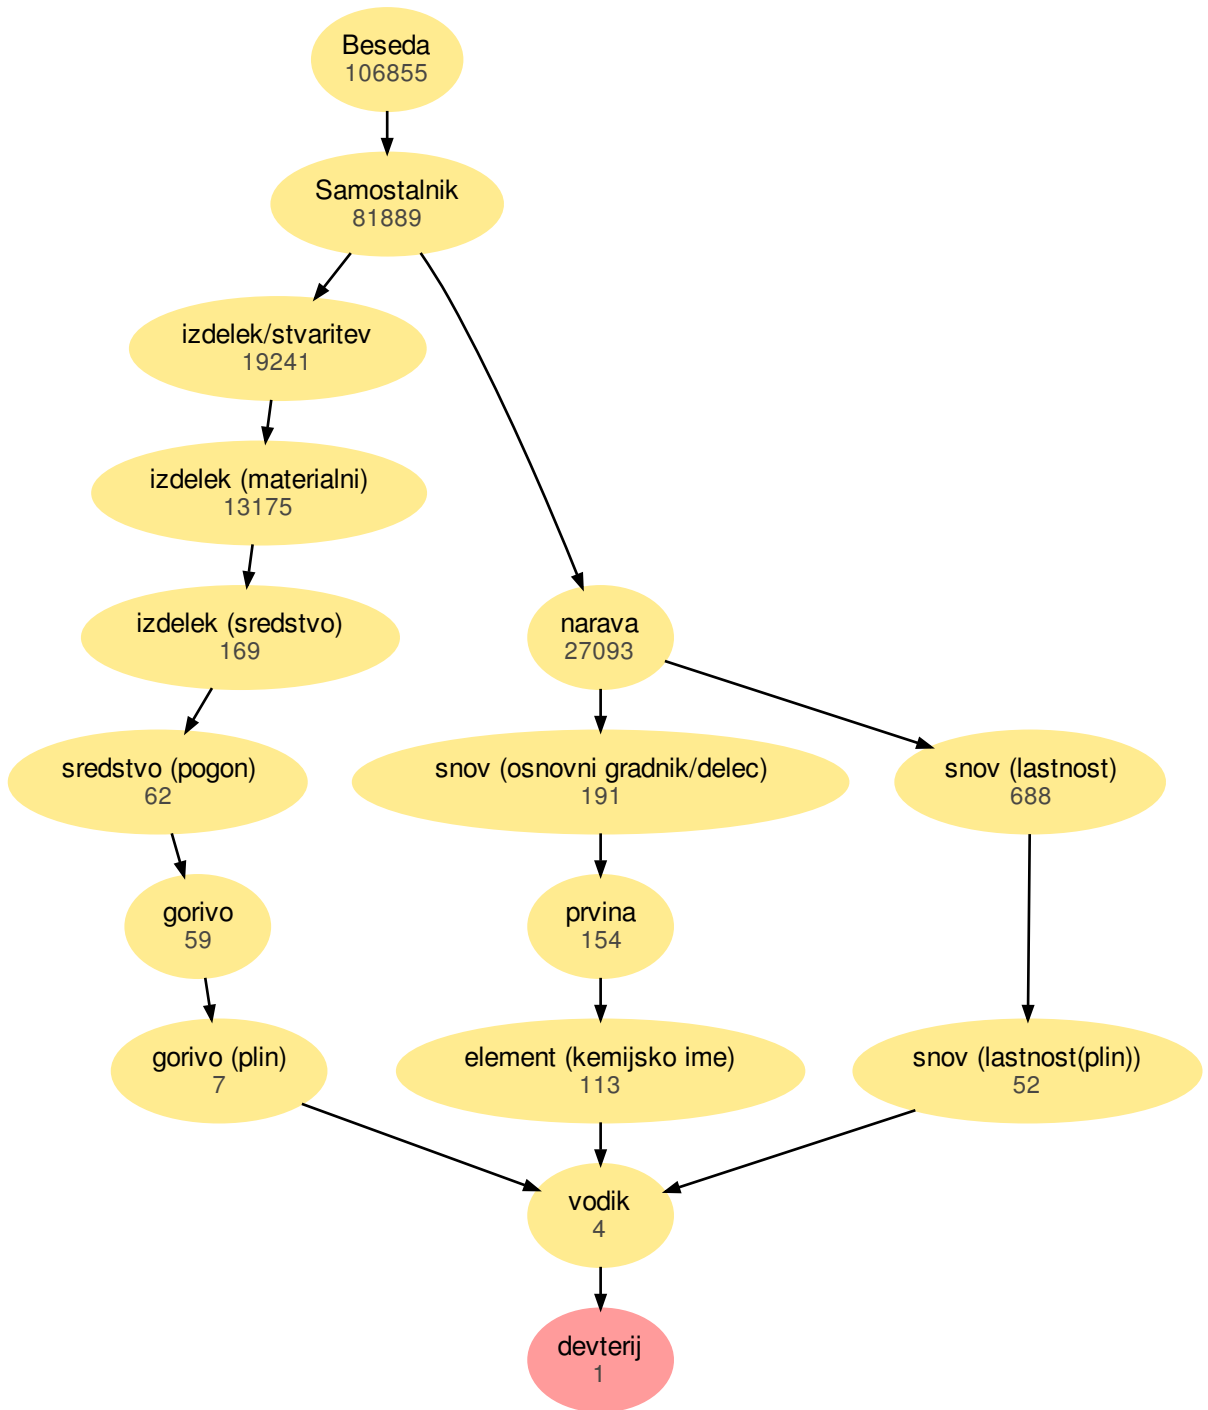 Beseda
106855
Samostalnik
81889
izdelek/stvaritev
19241
izdelek (materialni)
13175
izdelek (sredstvo)
169
narava
27093
sredstvo (pogon)
62
snov (osnovni gradnik/delec)
191
snov (lastnost)
688
gorivo
59
prvina
154
gorivo (plin)
7
element (kemijsko ime)
113
snov (lastnost(plin))
52
vodik
4
devterij
1